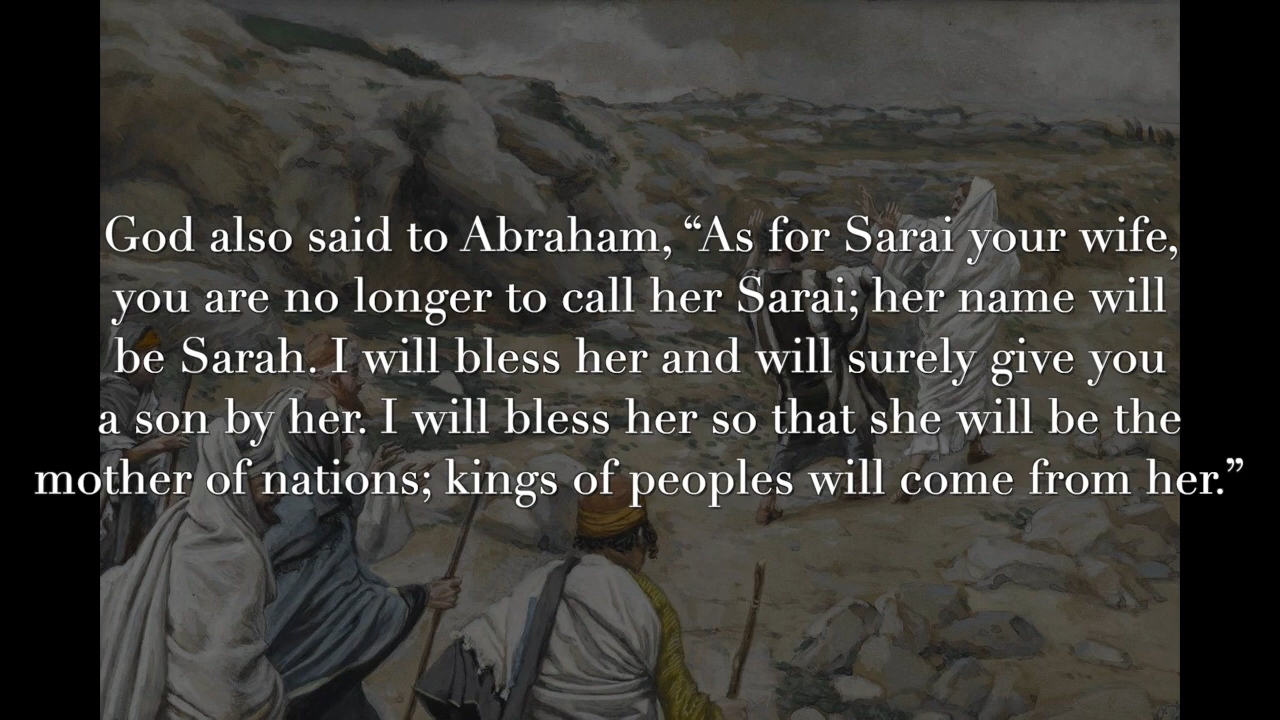 God also said to Abraham, “As for Sarai your wife,
you are no longer to call her Sarai; her name will
be Sarah. I will bless her and will surely give you
a son by her. I will bless her so that she will be the
mother of nations; kings of peoples will come from her.”